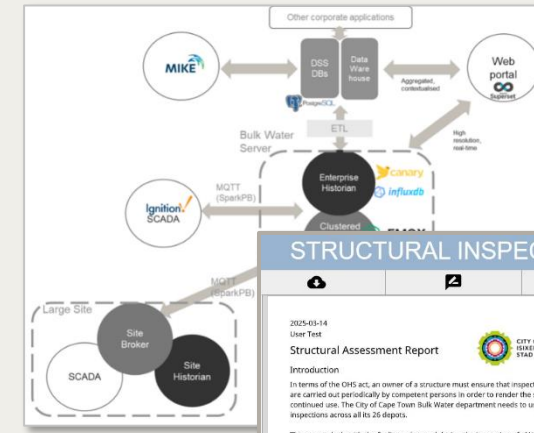 Other corporate applications
MIKE
DSS
DBs
Data
Ware
house
Web
portal
Superset
Aggregated,
contextualised
PostgreSQL
ETL
High
resolution,
real-time
Bulk Water
Server
Enterprise
Historian
canary
influxdb
MQTT
(SparkPB)
Ignition!
SCADA
Clustered
EMQX
MQTT
(SparkPB)
Large Site
Site
Broker
SCADA
Site
Historian
STRUCTURAL INSPEC
2025-03-14
User Test
Structural Assessment Report
CITY
ISIXE
STAD
Introduction
In terms of the OHS act, an owner of a structure must ensure that inspec
are carried out periodically by competent persons in order to render the s
continued use. The City of Cape Town Bulk Water department needs to u
inspections across all its 26 depots.